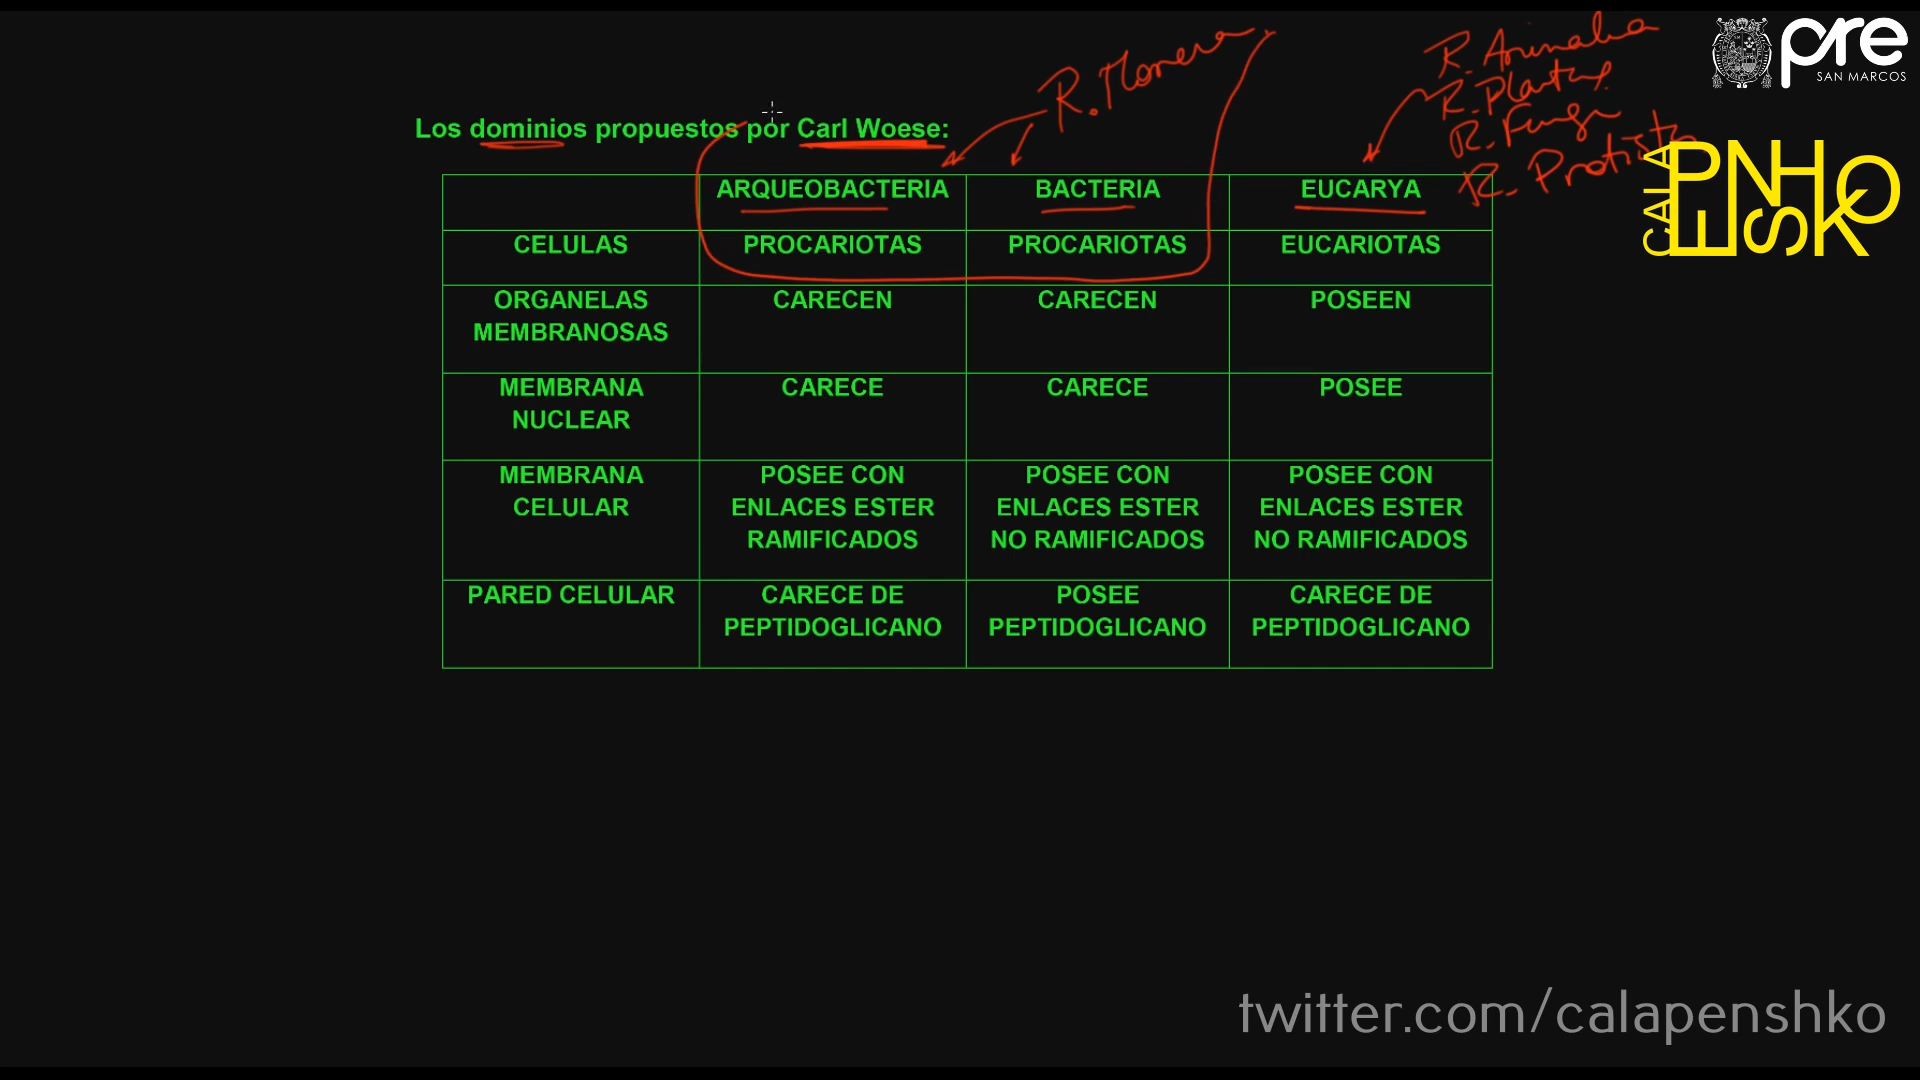 R. Monera
R. Animalia
R. Plantae
R. Fungi
R. Protista
pre
SAN MARCOS
CALA
PENSHKO
Los dominios propuestos por Carl Woese:
ARQUEOBACTERIA BACTERIA EUCARYA
CELULAS PROCARIOTAS PROCARIOTAS EUCARIOTAS
ORGANELAS CARECEN CARECEN POSEEN
MEMBRANOSAS
MEMBRANA CARECE CARECE POSEE
NUCLEAR
MEMBRANA POSEE CON POSEE CON POSEE CON
CELULAR ENLACES ESTER ENLACES ESTER ENLACES ESTER
RAMIFICADOS NO RAMIFICADOS NO RAMIFICADOS
PARED CELULAR CARECE DE POSEE CARECE DE
PEPTIDOGLICANO PEPTIDOGLICANO PEPTIDOGLICANO
twitter.com/calapenshko